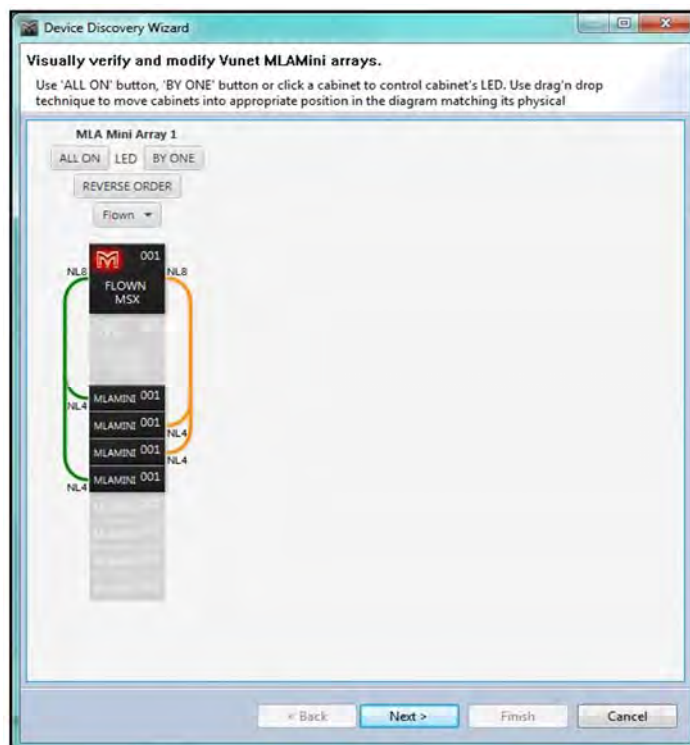 Device Discovery Wizard
Visually verify and modify Vunet MLAMini arrays.
Use 'ALL ON' button, 'BY ONE' button or click a cabinet to control cabinet's LED. Use drag'n drop
technique to move cabinets into appropriate position in the diagram matching its physical
MLA Mini Array 1
ALL ON LED BY ONE
REVERSE ORDER
Flown
001
NL8 NL8
FLOWN
MSX
MLAMINI 001
NL4
MLAMINI 001
NL4
MLAMINI 001
NL4
MLAMINI 001
NL4
< Back Next > Finish Cancel